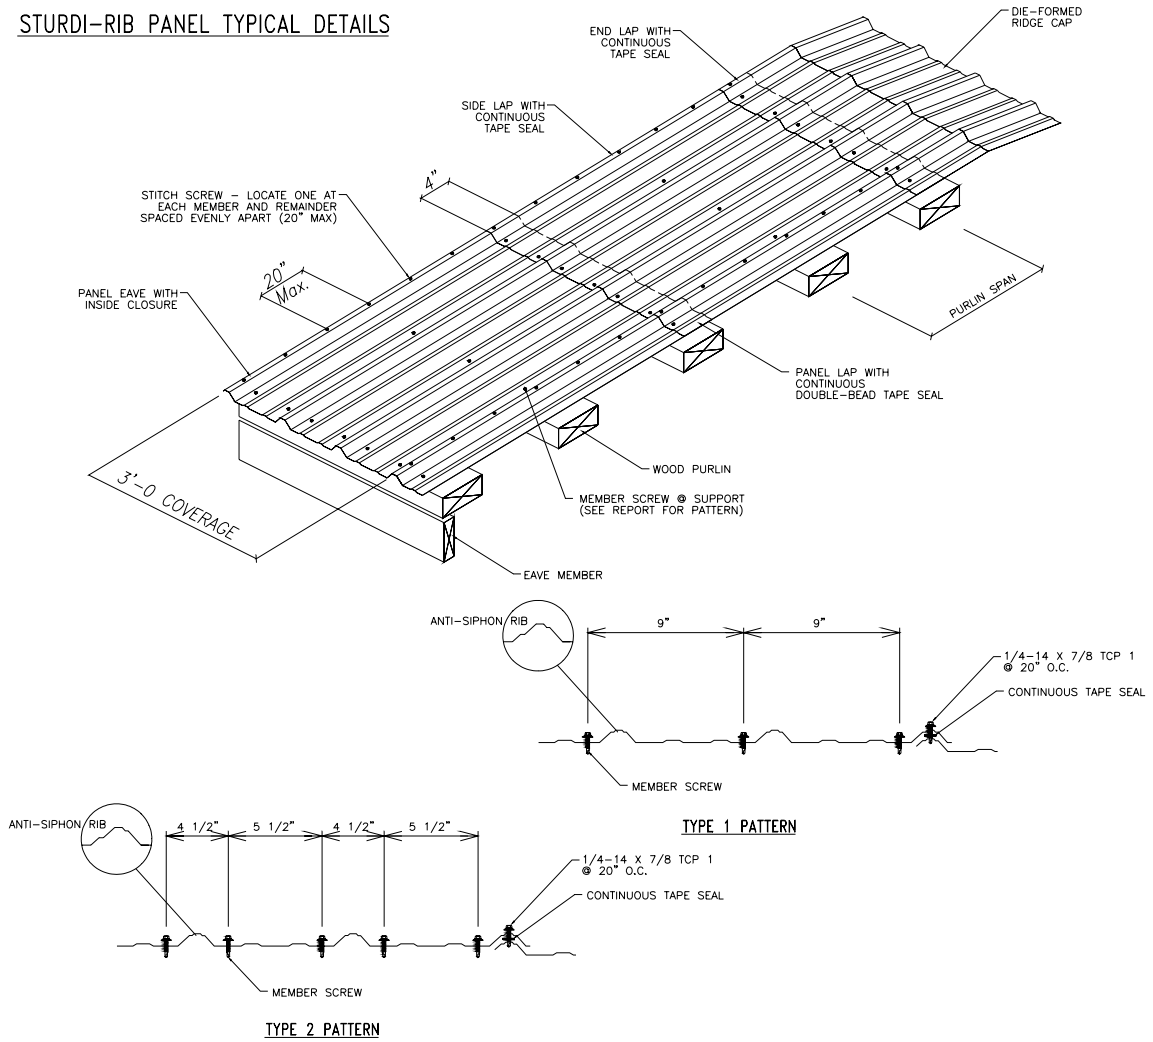 STURDI-RIB PANEL TYPICAL DETAILS
DIE-FORMED
RIDGE CAP
END LAP WITH
CONTINUOUS
TAPE SEAL
SIDE LAP WITH
CONTINUOUS
TAPE SEAL
4"
STITCH SCREW - LOCATE ONE AT
EACH MEMBER AND REMAINDER
SPACED EVENLY APART (20" MAX)
20"
Max.
PANEL EAVE WITH
INSIDE CLOSURE
PURLIN SPAN
PANEL LAP WITH
CONTINUOUS
DOUBLE-BEAD TAPE SEAL
WOOD PURLIN
MEMBER SCREW @ SUPPORT
(SEE REPORT FOR PATTERN)
3'-0 COVERAGE
EAVE MEMBER
ANTI-SIPHON RIB
9"
9"
1/4-14 X 7/8 TCP 1
@ 20" O.C.
CONTINUOUS TAPE SEAL
MEMBER SCREW
TYPE 1 PATTERN
ANTI-SIPHON RIB
4 1/2"
5 1/2"
4 1/2"
5 1/2"
1/4-14 X 7/8 TCP 1
@ 20" O.C.
CONTINUOUS TAPE SEAL
MEMBER SCREW
TYPE 2 PATTERN